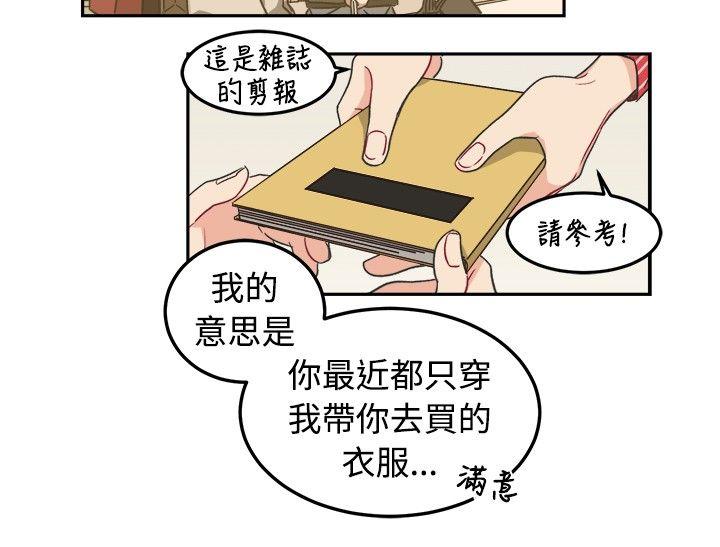 這是雜誌
的剪報
請參考!
我的
意思是
你最近都只穿
我帶你去買的
衣服…
滿意